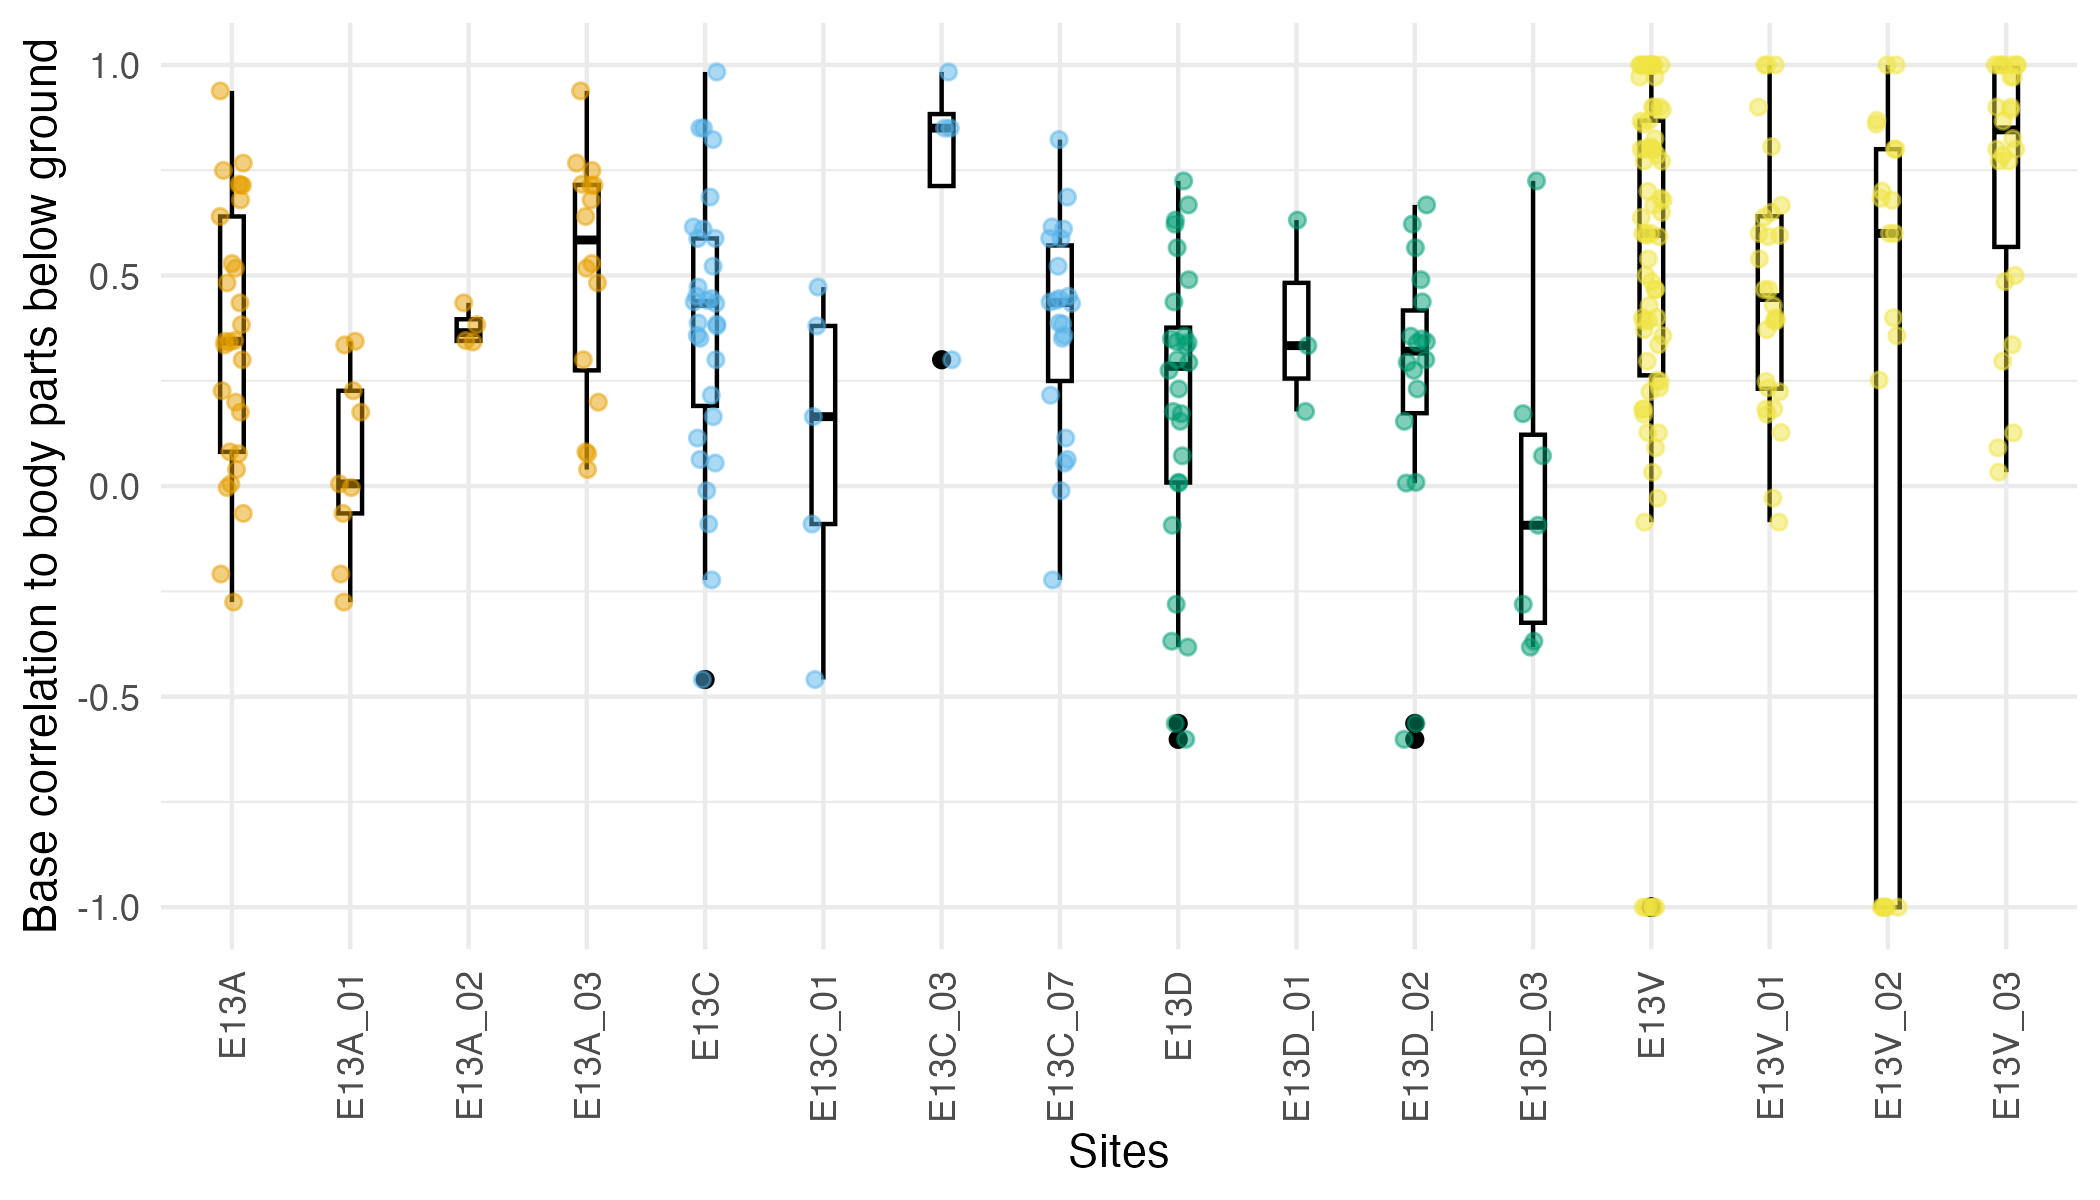 Base correlation to body parts below ground
1.0
0.5
0.0
-0.5
-1.0
E13A
E13A_01
E13A_02
E13A_03
E13C
E13C_01
E13C_03
E13C_07
E13D
E13D_01
E13D_02
E13D_03
E13V
E13V_01
E13V_02
E13V_03
Sites